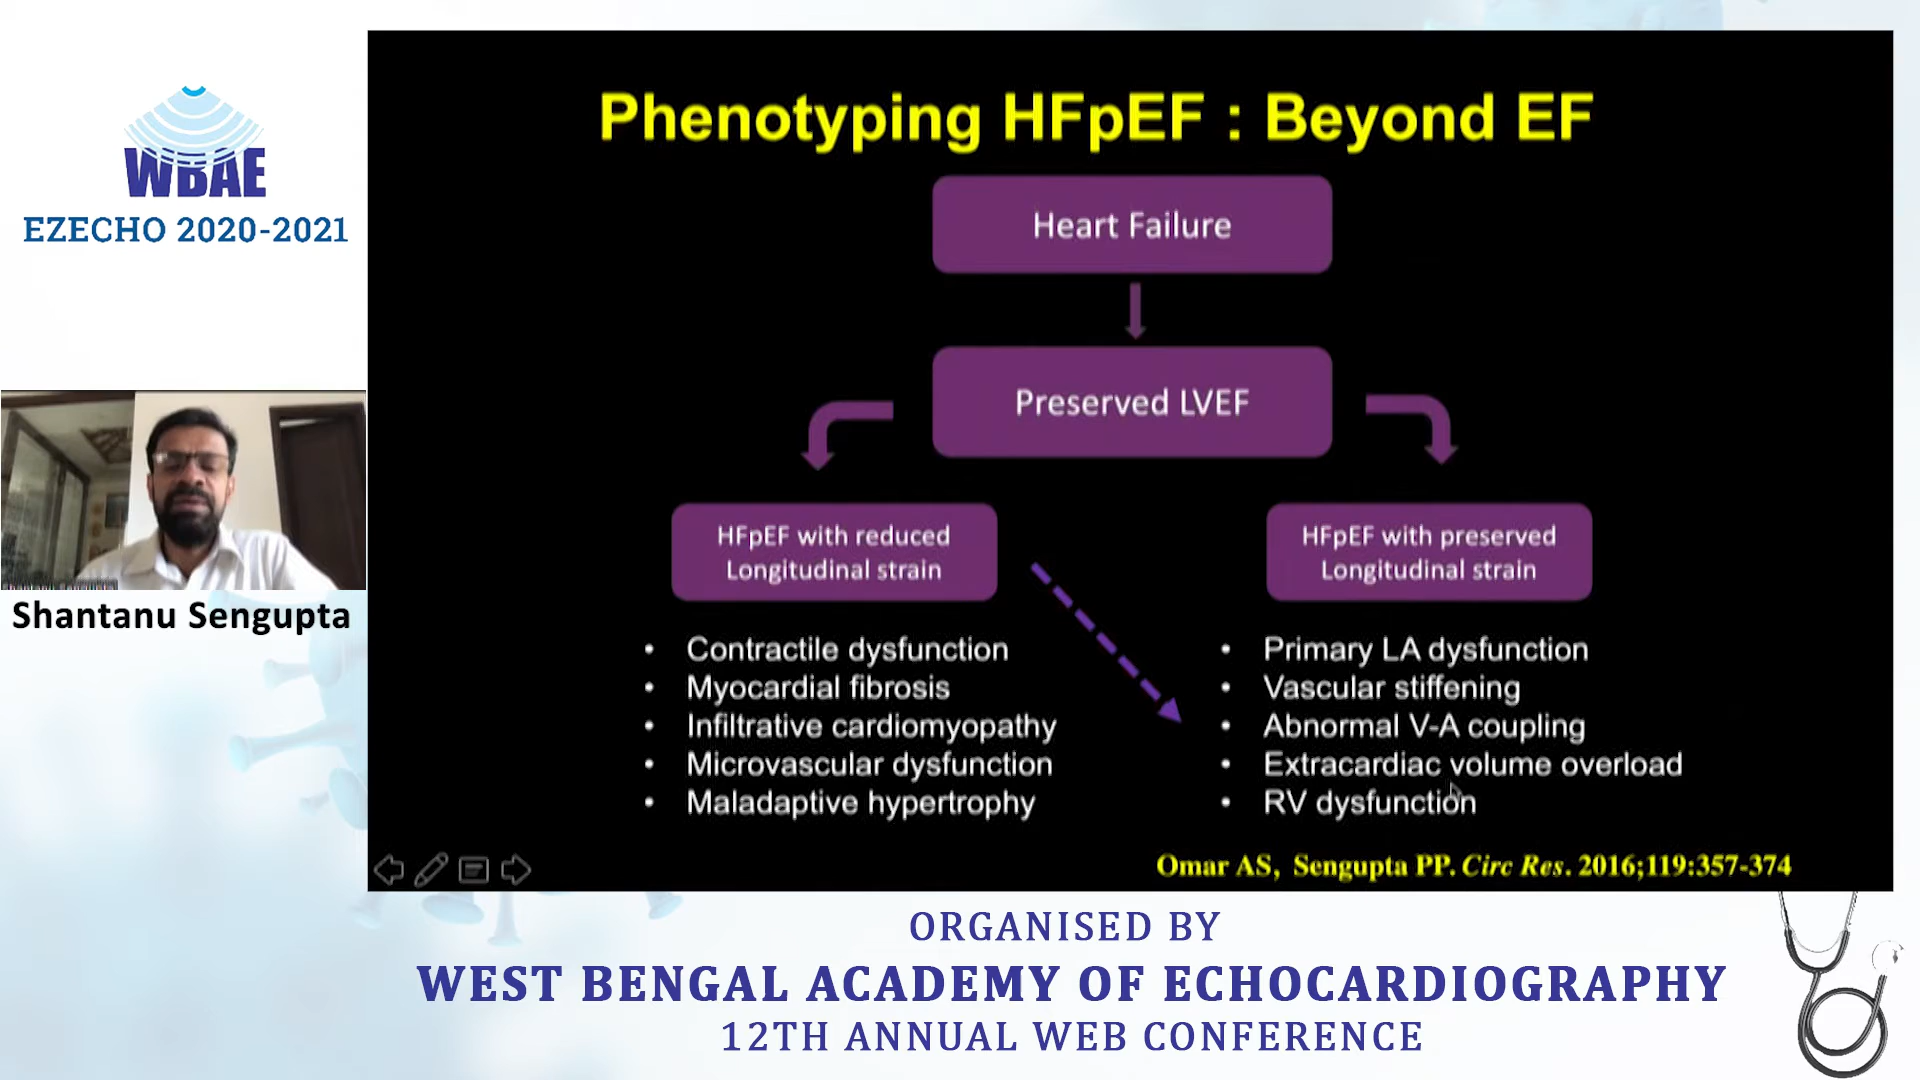 WBAE
EZECHO 2020-2021
Shantanu Sengupta
Phenotyping HFpEF : Beyond EF
Heart Failure
Preserved LVEF
HFpEF with reduced
Longitudinal strain
• Contractile dysfunction
• Myocardial fibrosis
• Infiltrative cardiomyopathy
• Microvascular dysfunction
• Maladaptive hypertrophy
HFpEF with preserved
Longitudinal strain
• Primary LA dysfunction
• Vascular stiffening
• Abnormal V-A coupling
• Extracardiac volume overload
• RV dysfunction
Omar AS, Sengupta PP. Circ Res. 2016;119:357-374
ORGANISED BY
WEST BENGAL ACADEMY OF ECHOCARDIOGRAPHY
12TH ANNUAL WEB CONFERENCE